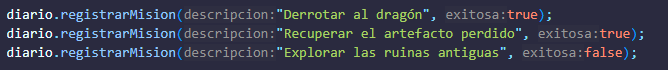 diario.registrarMision(descripcion:"Derrotar al dragón", exitosa:true);
diario.registrarMision(descripcion:"Recuperar el artefacto perdido", exitosa:true);
diario.registrarMision(descripcion:"Explorar las ruinas antiguas", exitosa:false);